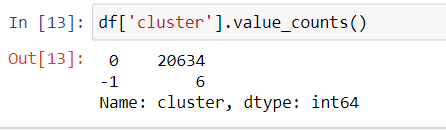 In [13]: df['cluster'].value_counts()
Out[13]:  0    20634
-1        6
Name: cluster, dtype: int64